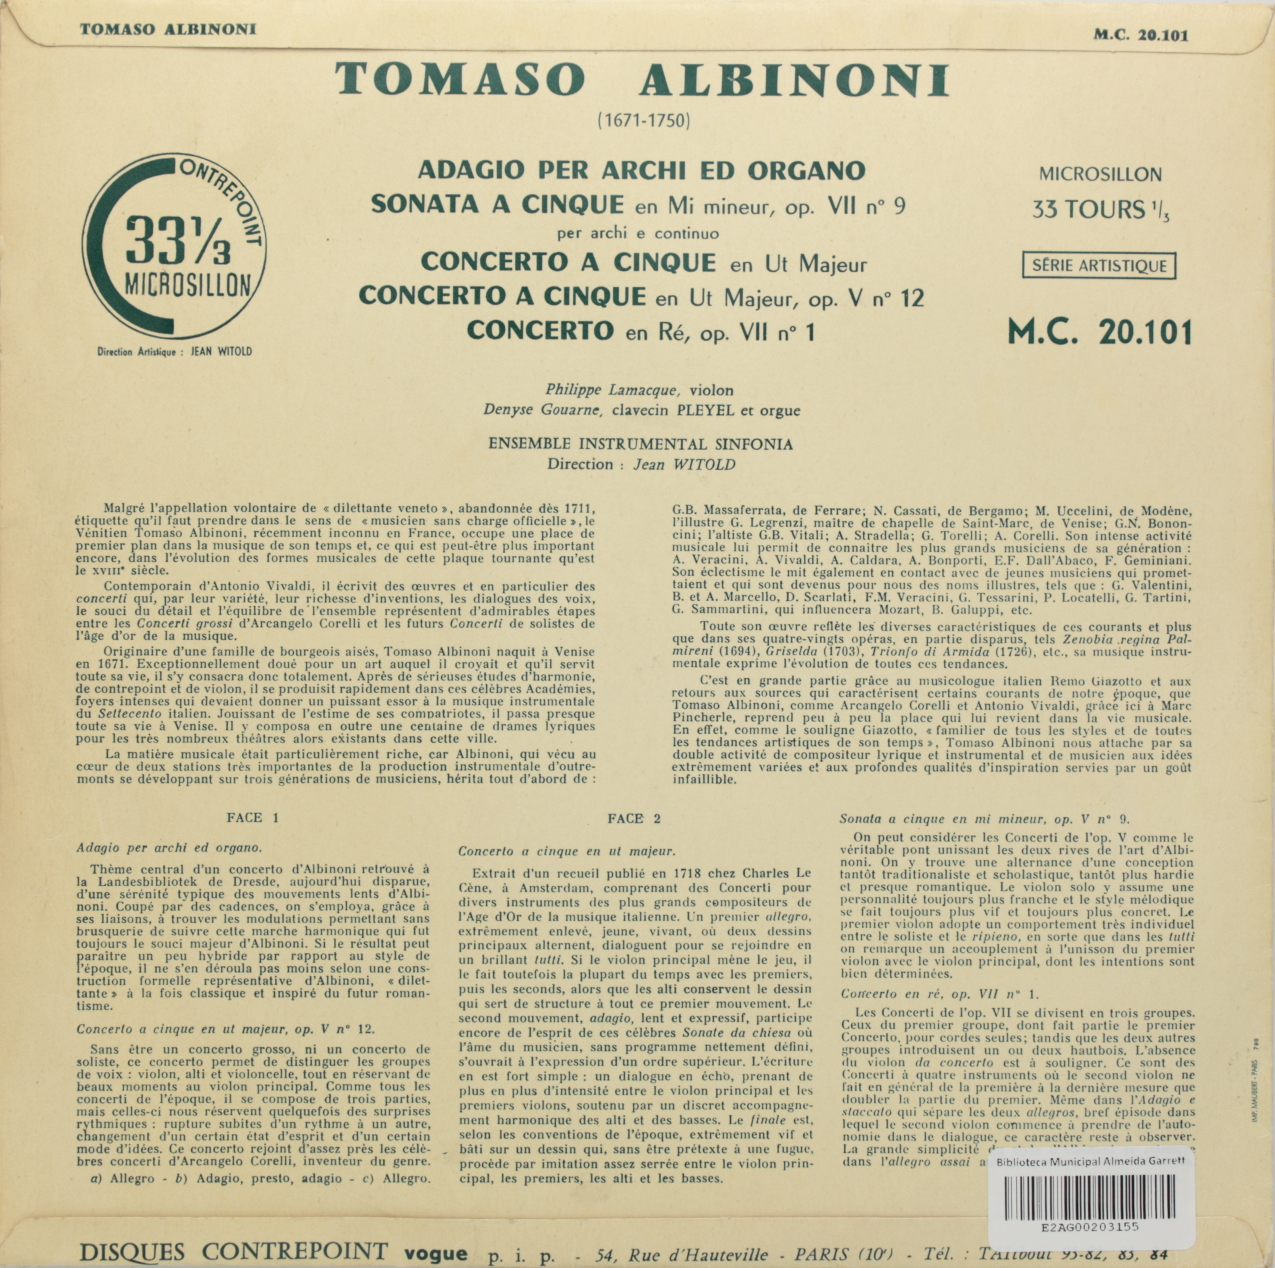 TOMASO ALBINONI
M.C. 20.101
TOMASO ALBINONI
(1671-1750)
CONTREPOINT
33⅓
MICROSILLON
Direction Artistique : JEAN WITOLD
ADAGIO PER ARCHI ED ORGANO
SONATA A CINQUE en Mi mineur, op. VII n° 9
per archi e continuo
CONCERTO A CINQUE en Ut Majeur
CONCERTO A CINQUE en Ut Majeur, op. V n° 12
CONCERTO en Ré, op. VII n° 1
MICROSILLON
33 TOURS 1/3
SÉRIE ARTISTIQUE
M.C. 20.101
Philippe Lamacque, violon
Denyse Gouarne, clavecin PLEYEL et orgue
ENSEMBLE INSTRUMENTAL SINFONIA
Direction : Jean WITOLD
Malgré l'appellation volontaire de « dilettante veneto », abandonnée dès 1711,
étiquette qu'il faut prendre dans le sens de « musicien sans charge officielle », le
Vénitien Tomaso Albinoni, récemment inconnu en France, occupe une place de
premier plan dans la musique de son temps et, ce qui est peut-être plus important
encore, dans l'évolution des formes musicales de cette plaque tournante qu'est
le XVIIIe siècle.
Contemporain d'Antonio Vivaldi, il écrivit des œuvres et en particulier des
concerti qui, par leur variété, leur richesse d'inventions, les dialogues des voix,
le souci du détail et l'équilibre de l'ensemble représentent d'admirables étapes
entre les Concerti grossi d'Arcangelo Corelli et les futurs Concerti de solistes de
l'âge d'or de la musique.
Originaire d'une famille de bourgeois aisés, Tomaso Albinoni naquit à Venise
en 1671. Exceptionnellement doué pour un art auquel il croyait et qu'il servit
toute sa vie, il s'y consacra donc totalement. Après de sérieuses études d'harmonie,
de contrepoint et de violon, il se produisit rapidement dans ces célèbres Académies,
foyers intenses qui devaient donner un puissant essor à la musique instrumentale
du Settecento italien. Jouissant de l'estime de ses compatriotes, il passa presque
toute sa vie à Venise. Il y composa en outre une centaine de drames lyriques
pour les très nombreux théâtres alors existants dans cette ville.
La matière musicale était particulièrement riche, car Albinoni, qui vécu au
cœur de deux stations très importantes de la production instrumentale d'outre-
monts se développant sur trois générations de musiciens, hérita tout d'abord de :
G.B. Massaferrata, de Ferrare; N. Cassati, de Bergamo; M. Uccelini, de Modène,
l'illustre G. Legrenzi, maître de chapelle de Saint-Marc, de Venise; G.N. Bonon-
cini; l'altiste G.B. Vitali; A. Stradella; G. Torelli; A. Corelli. Son intense activité
musicale lui permit de connaitre les plus grands musiciens de sa génération :
A. Veracini, A. Vivaldi, A. Caldara, A. Bonporti, E.F. Dall'Abaco, F. Geminiani.
Son éclectisme le mit également en contact avec de jeunes musiciens qui promet-
taient et qui sont devenus pour nous des noms illustres, tels que : G. Valentini,
B. et A. Marcello, D. Scarlati, F.M. Veracini, G. Tessarini, P. Locatelli, G. Tartini,
G. Sammartini, qui influencera Mozart, B. Galuppi, etc.
Toute son œuvre reflète les diverses caractéristiques de ces courants et plus
que dans ses quatre-vingts opéras, en partie disparus, tels Zenobia regina Pal-
mireni (1694), Griselda (1703), Trionfo di Armida (1726), etc., sa musique instru-
mentale exprime l'évolution de toutes ces tendances.
C'est en grande partie grâce au musicologue italien Remo Giazotto et aux
retours aux sources qui caractérisent certains courants de notre époque, que
Tomaso Albinoni, comme Arcangelo Corelli et Antonio Vivaldi, grâce ici à Marc
Pincherle, reprend peu à peu la place qui lui revient dans la vie musicale.
En effet, comme le souligne Giazotto, « familier de tous les styles et de toutes
les tendances artistiques de son temps », Tomaso Albinoni nous attache par sa
double activité de compositeur lyrique et instrumental et de musicien aux idées
extrêmement variées et aux profondes qualités d'inspiration servies par un goût
infaillible.
FACE 1
Adagio per archi ed organo.
Thème central d'un concerto d'Albinoni retrouvé à
la Landesbibliotek de Dresde, aujourd'hui disparue,
d'une sérénité typique des mouvements lents d'Albi-
noni. Coupé par des cadences, on s'employa, grâce à
ses liaisons, à trouver les modulations permettant sans
brusquerie de suivre cette marche harmonique qui fut
toujours le souci majeur d'Albinoni. Si le résultat peut
paraître un peu hybride par rapport au style de
l'époque, il ne s'en déroula pas moins selon une cons-
truction formelle représentative d'Albinoni, « dilet-
tante » à la fois classique et inspiré du futur roman-
tisme.
Concerto a cinque en ut majeur, op. V n° 12.
Sans être un concerto grosso, ni un concerto de
soliste, ce concerto permet de distinguer les groupes
de voix : violon, alti et violoncelle, tout en réservant de
beaux moments au violon principal. Comme tous les
concerti de l'époque, il se compose de trois parties,
mais celles-ci nous réservent quelquefois des surprises
rythmiques : rupture subites d'un rythme à un autre,
changement d'un certain état d'esprit et d'un certain
mode d'idées. Ce concerto rejoint d'assez près les célè-
bres concerti d'Arcangelo Corelli, inventeur du genre.
a) Allegro - b) Adagio, presto, adagio - c) Allegro.
FACE 2
Concerto a cinque en ut majeur.
Extrait d'un recueil publié en 1718 chez Charles Le
Cène, à Amsterdam, comprenant des Concerti pour
divers instruments des plus grands compositeurs de
l'Age d'Or de la musique italienne. Un premier allegro,
extrêmement enlevé, jeune, vivant, où deux dessins
principaux alternent, dialoguent pour se rejoindre en
un brillant tutti. Si le violon principal mène le jeu, il
le fait toutefois la plupart du temps avec les premiers,
puis les seconds, alors que les alti conservent le dessin
qui sert de structure à tout ce premier mouvement. Le
second mouvement, adagio, lent et expressif, participe
encore de l'esprit de ces célèbres Sonate da chiesa où
l'âme du musicien, sans programme nettement défini,
s'ouvrait à l'expression d'un ordre supérieur. L'écriture
en est fort simple : un dialogue en écho, prenant de
plus en plus d'intensité entre le violon principal et les
premiers violons, soutenu par un discret accompagne-
ment harmonique des alti et des basses. Le finale est,
selon les conventions de l'époque, extrêmement vif et
bâti sur un dessin qui, sans être prétexte à une fugue,
procède par imitation assez serrée entre le violon prin-
cipal, les premiers, les alti et les basses.
Sonata a cinque en mi mineur, op. V n° 9.
On peut considérer les Concerti de l'op. V comme le
véritable pont unissant les deux rives de l'art d'Albi-
noni. On y trouve une alternance d'une conception
tantôt traditionaliste et scholastique, tantôt plus hardie
et presque romantique. Le violon solo y assume une
personnalité toujours plus franche et le style mélodique
se fait toujours plus vif et toujours plus concret. Le
premier violon adopte un comportement très individuel
entre le soliste et le ripieno, en sorte que dans les tutti
on remarque un accouplement à l'unisson du premier
violon avec le violon principal, dont les intentions sont
bien déterminées.
Concerto en ré, op. VII n° 1.
Les Concerti de l'op. VII se divisent en trois groupes.
Ceux du premier groupe, dont fait partie le premier
Concerto, pour cordes seules; tandis que les deux autres
groupes introduisent un ou deux hautbois. L'absence
du violon da concerto est à souligner. Ce sont des
Concerti à quatre instruments où le second violon ne
fait en général de la première à la dernière mesure que
doubler la partie du premier. Même dans l'Adagio e
staccato qui sépare les deux allegros, bref épisode dans
lequel le second violon commence à prendre de l'auto-
nomie dans le dialogue, ce caractère reste à observer.
La grande simplicité
dans l'allegro assai
Biblioteca Municipal Almeida Garrett
E2AG00203155
IMP. MAUBERT - PARIS
DISQUES CONTREPOINT vogue p. i. p. - 54, Rue d'Hauteville - PARIS (10e) - Tél. : TAItbout 93-82, 83, 84